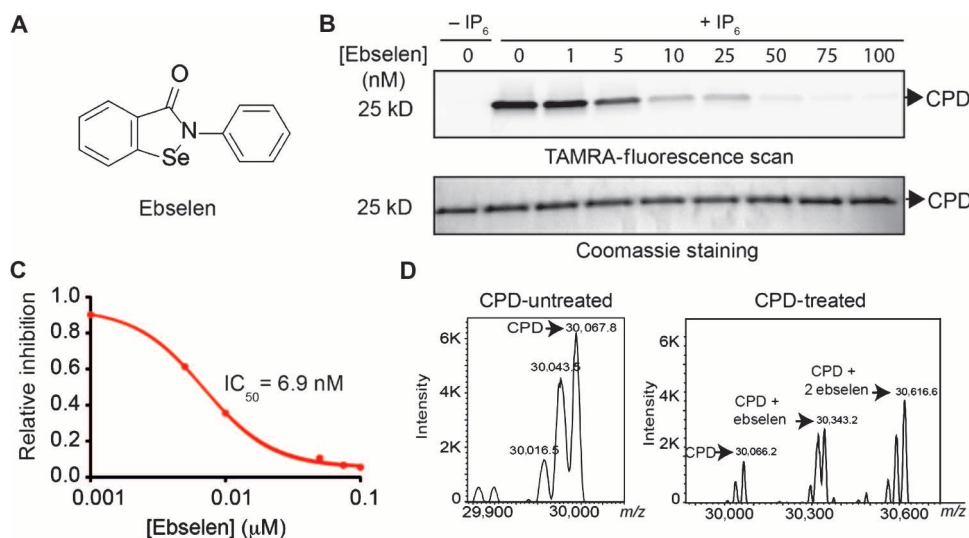 A
O
N
Se
Ebselen
B
– IP6
+ IP6
[Ebselen] 0 0 1 5 10 25 50 75 100
(nM)
25 kD
CPD
TAMRA-fluorescence scan
25 kD
CPD
Coomassie staining
C
Relative inhibition
1.0
0.8
0.6
0.4
0.2
0.0
IC50 = 6.9 nM
0.001 0.01 0.1
[Ebselen] (μM)
D
CPD-untreated
Intensity
6K
4K
2K
0
CPD
30,067.8
30,043.5
30,016.5
29,900 30,000 m/z
CPD-treated
Intensity
6K
4K
2K
0
CPD +
2 ebselen
30,616.6
CPD +
ebselen
30,343.2
CPD
30,066.2
30,000 30,300 30,600 m/z